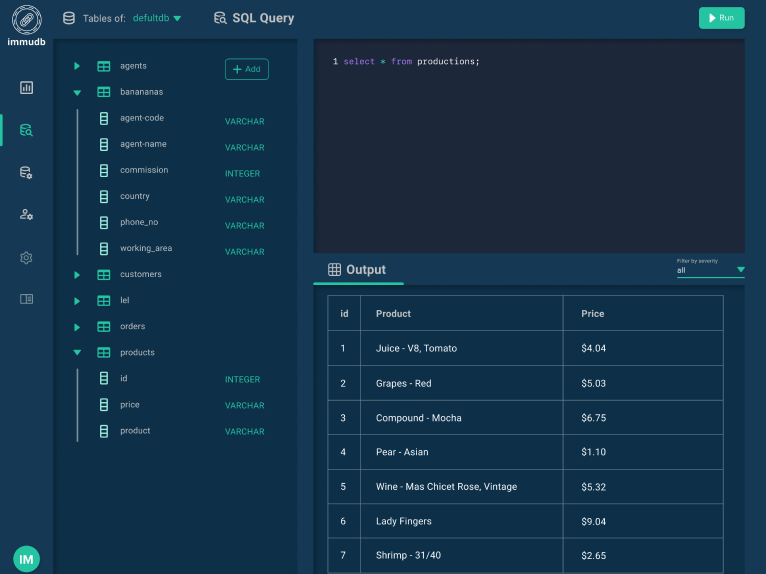 immudb
Tables of: defultdb
SQL Query
Run
agents
Add
banananas
agent-code VARCHAR
agent-name VARCHAR
commission INTEGER
country VARCHAR
phone_no VARCHAR
working_area VARCHAR
customers
lel
orders
products
id INTEGER
price VARCHAR
product VARCHAR
IM
1 select * from productions;
Output
Filter by severity
all
id Product Price
1 Juice - V8, Tomato $4.04
2 Grapes - Red $5.03
3 Compound - Mocha $6.75
4 Pear - Asian $1.10
5 Wine - Mas Chicet Rose, Vintage $5.32
6 Lady Fingers $9.04
7 Shrimp - 31/40 $2.65